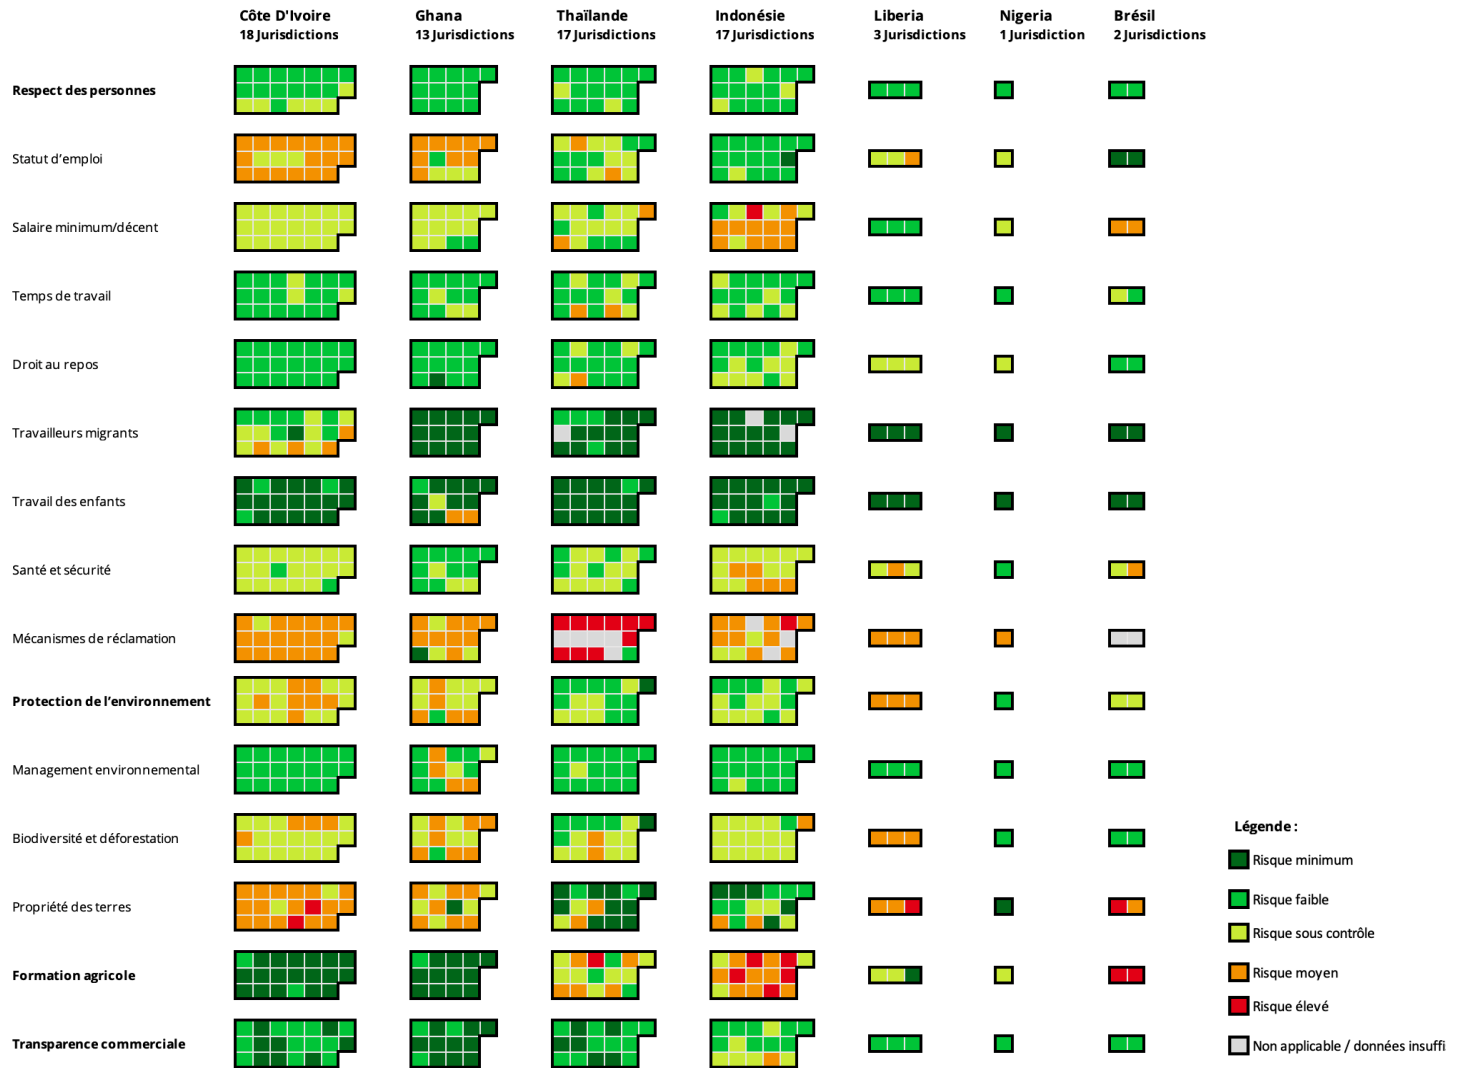 Côte D'Ivoire
18 Jurisdictions
Ghana
13 Jurisdictions
Thaïlande
17 Jurisdictions
Indonésie
17 Jurisdictions
Liberia
3 Jurisdictions
Nigeria
1 Jurisdiction
Brésil
2 Jurisdictions
Respect des personnes
Statut d'emploi
Salaire minimum/décent
Temps de travail
Droit au repos
Travailleurs migrants
Travail des enfants
Santé et sécurité
Mécanismes de réclamation
Protection de l'environnement
Management environnemental
Biodiversité et déforestation
Propriété des terres
Formation agricole
Transparence commerciale
Légende :
Risque minimum
Risque faible
Risque sous contrôle
Risque moyen
Risque élevé
Non applicable / données insuffi